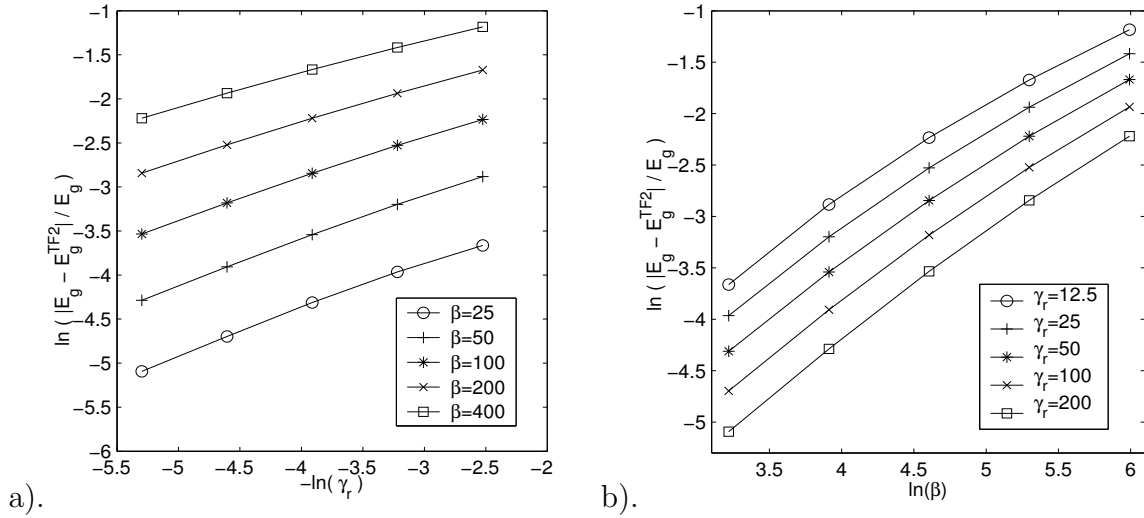 −1
−1.5
−2
−2.5
−3
−3.5
−4
−4.5
−5
−5.5
−6
−5.5 −5 −4.5 −4 −3.5 −3 −2.5 −2
−ln( γ_r )
ln ( |E_g − E_g^{TF2}| / E_g )
β=25
β=50
β=100
β=200
β=400
a).
−1
−1.5
−2
−2.5
−3
−3.5
−4
−4.5
−5
3.5 4 4.5 5 5.5 6
ln(β)
ln ( |E_g − E_g^{TF2}| / E_g )
γ_r=12.5
γ_r=25
γ_r=50
γ_r=100
γ_r=200
b).